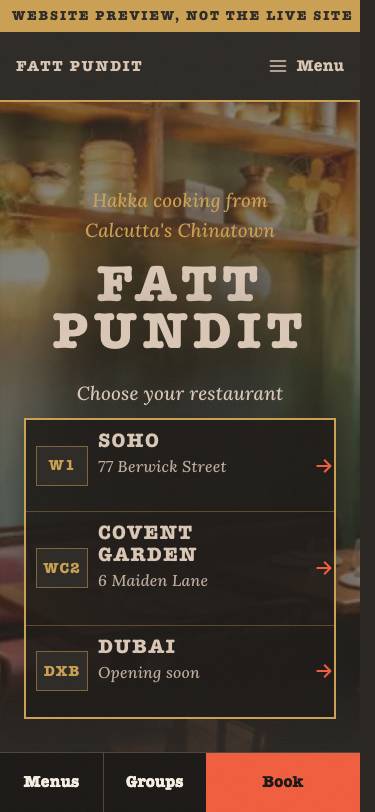 WEBSITE PREVIEW, NOT THE LIVE SITE
FATT PUNDIT
Menu
Hakka cooking from
Calcutta's Chinatown
FATT
PUNDIT
Choose your restaurant
W1
SOHO
77 Berwick Street
WC2
COVENT
GARDEN
6 Maiden Lane
DXB
DUBAI
Opening soon
Menus
Groups
Book